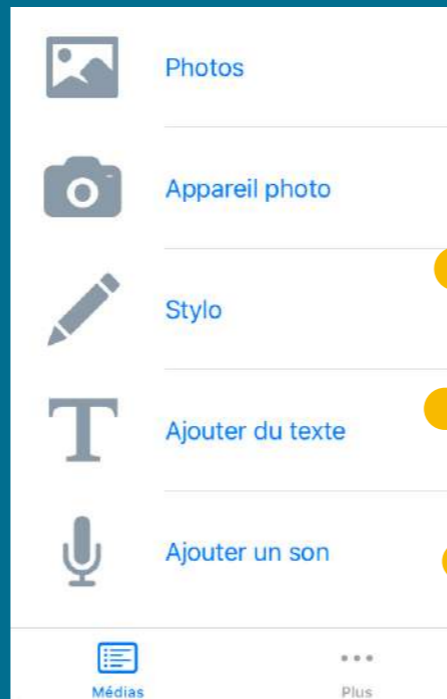 Photos
Appareil photo
Stylo
Ajouter du texte
Ajouter un son
Médias
Plus